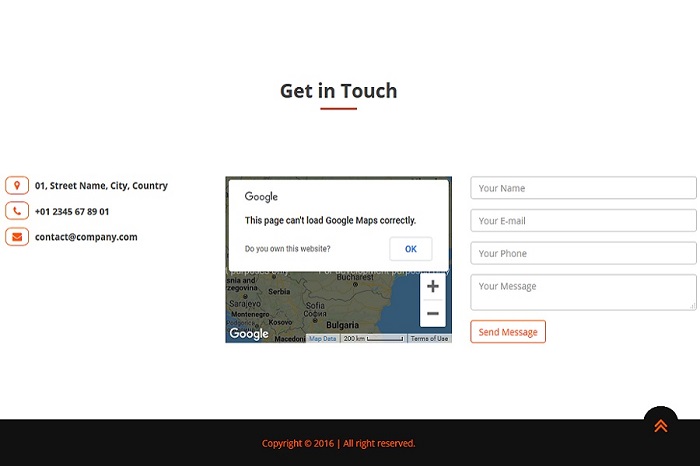 Get in Touch
01, Street Name, City, Country
+01 2345 67 89 01
contact@company.com
Google
This page can't load Google Maps correctly.
Do you own this website?
OK
Bucharest
Serbia
Sarajevo
Montenegro
Podgorica
Kosovo
Sofia
София
Bulgaria
Google
Map Data
200 km
Terms of Use
Your Name
Your E-mail
Your Phone
Your Message
Send Message
Copyright © 2016 | All right reserved.